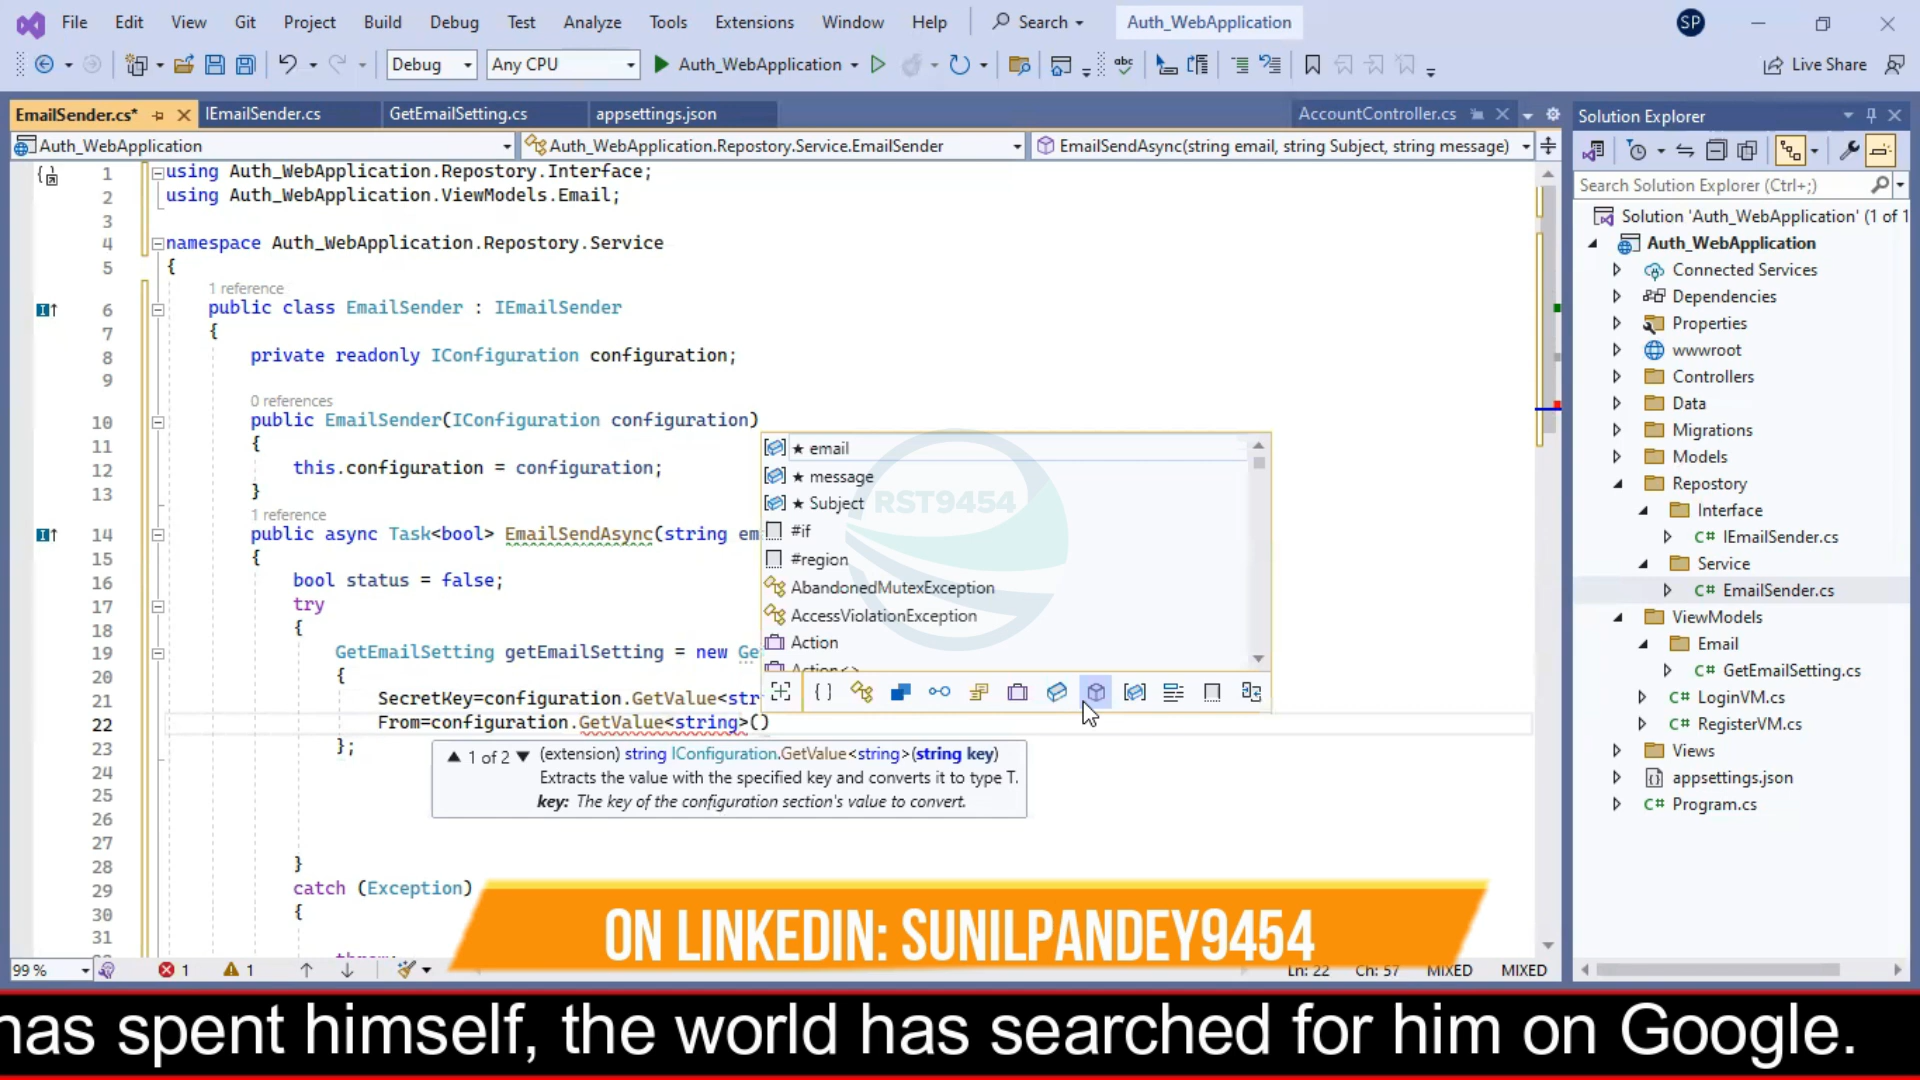 File Edit View Git Project Build Debug Test Analyze Tools Extensions Window Help Search Auth_WebApplication SP
Debug Any CPU Auth_WebApplication Live Share
EmailSender.cs* IEmailSender.cs GetEmailSetting.cs appsettings.json AccountController.cs
Auth_WebApplication Auth_WebApplication.Repostory.Service.EmailSender EmailSendAsync(string email, string Subject, string message)
1 using Auth_WebApplication.Repostory.Interface;
2 using Auth_WebApplication.ViewModels.Email;
3
4 namespace Auth_WebApplication.Repostory.Service
5 {
1 reference
6 public class EmailSender : IEmailSender
7 {
8 private readonly IConfiguration configuration;
9
0 references
10 public EmailSender(IConfiguration configuration)
11 {
12 this.configuration = configuration;
13 }
1 reference
14 public async Task<bool> EmailSendAsync(string em
15 {
16 bool status = false;
17 try
18 {
19 GetEmailSetting getEmailSetting = new Ge
20 {
21 SecretKey=configuration.GetValue<str
22 From=configuration.GetValue<string>()
23 };
24
25
26
27
28 }
29 catch (Exception)
30 {
31
★ email
★ message
★ Subject
#if
#region
AbandonedMutexException
AccessViolationException
Action
Action<>
RST9454
1 of 2 (extension) string IConfiguration.GetValue<string>(string key)
Extracts the value with the specified key and converts it to type T.
key: The key of the configuration section's value to convert.
Solution Explorer
Search Solution Explorer (Ctrl+;)
Solution 'Auth_WebApplication' (1 of 1
Auth_WebApplication
Connected Services
Dependencies
Properties
wwwroot
Controllers
Data
Migrations
Models
Repostory
Interface
C# IEmailSender.cs
Service
C# EmailSender.cs
ViewModels
Email
C# GetEmailSetting.cs
C# LoginVM.cs
C# RegisterVM.cs
Views
appsettings.json
C# Program.cs
99 % 1 1 Ln: 22 Ch: 57 MIXED MIXED
ON LINKEDIN: SUNILPANDEY9454
has spent himself, the world has searched for him on Google.